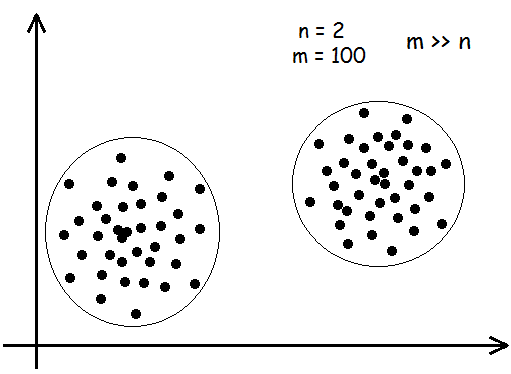 n = 2
m = 100
m >> n